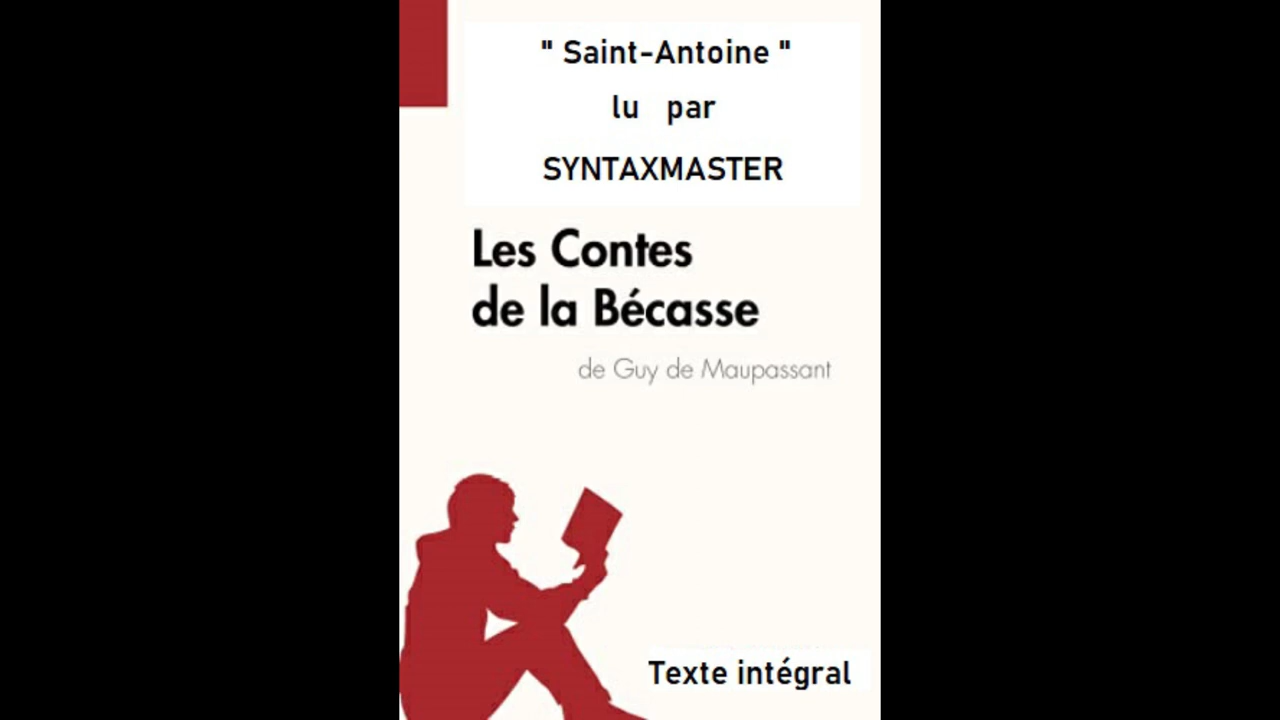 " Saint-Antoine "
lu par
SYNTAXMASTER
Les Contes
de la Bécasse
de Guy de Maupassant
Texte intégral